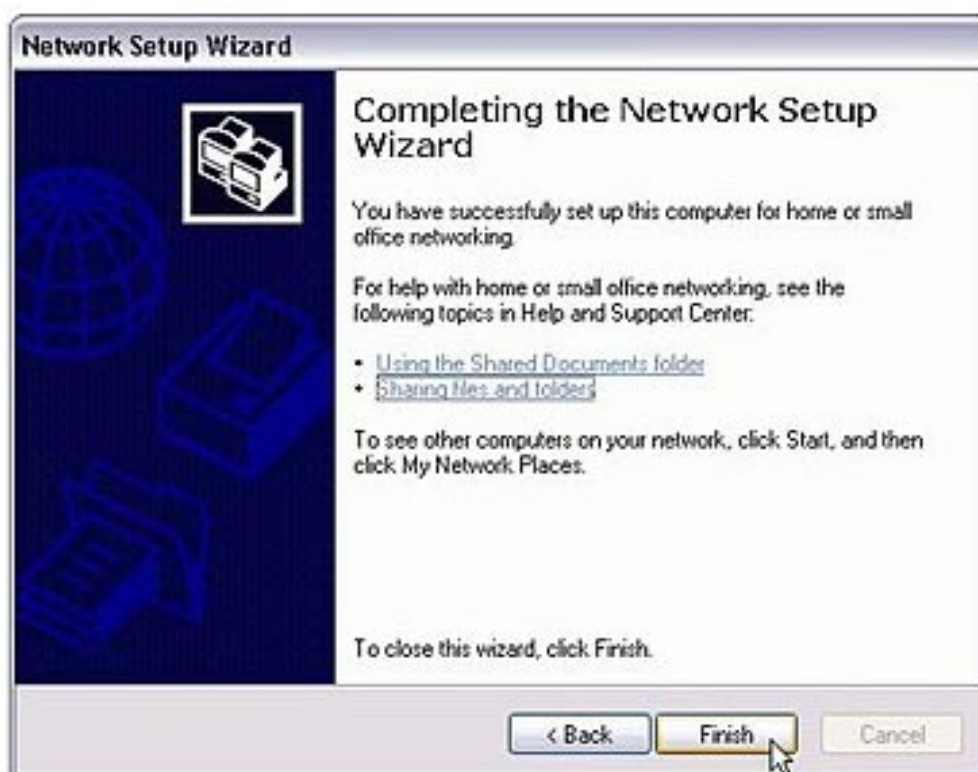 Network Setup Wizard
Completing the Network Setup
Wizard
You have successfully set up this computer for home or small
office networking.
For help with home or small office networking, see the
following topics in Help and Support Center:
• Using the Shared Documents folder
• Sharing files and folders
To see other computers on your network, click Start, and then
click My Network Places.
To close this wizard, click Finish.
< Back Finish Cancel